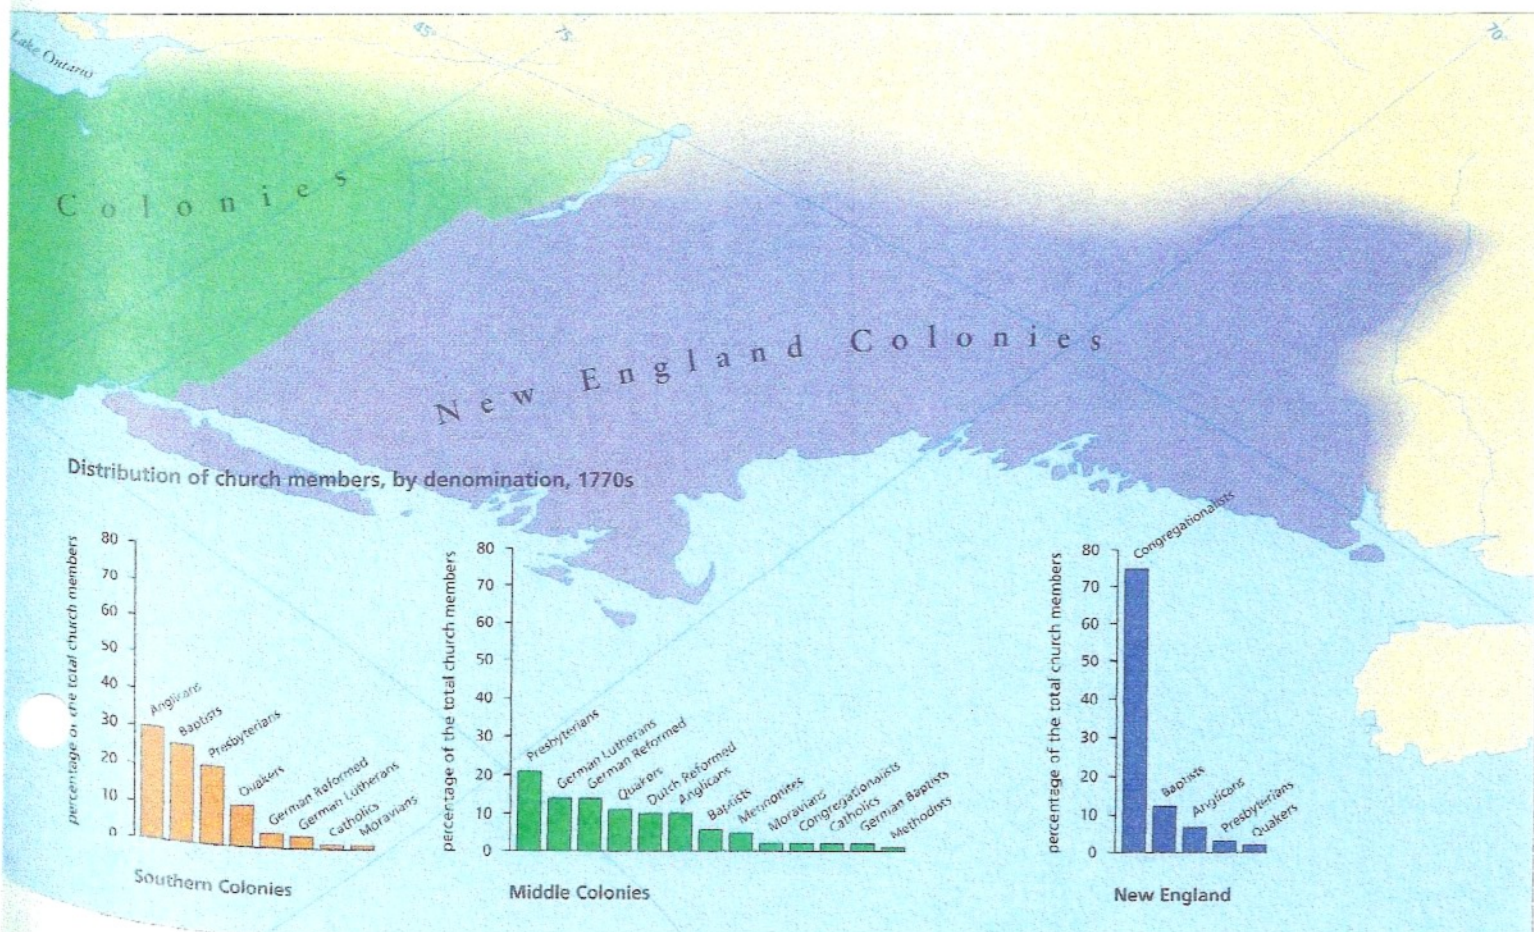 Lake Ontario
45°
75°
70°
Colonies
New England Colonies
Distribution of church members, by denomination, 1770s
percentage of the total church members
80
70
60
50
40
30
20
10
0
Anglicans
Baptists
Presbyterians
Quakers
German Reformed
German Lutherans
Catholics
Moravians
Southern Colonies
percentage of the total church members
80
70
60
50
40
30
20
10
0
Presbyterians
German Lutherans
German Reformed
Quakers
Dutch Reformed
Anglicans
Baptists
Mennonites
Moravians
Congregationalists
Catholics
German Baptists
Methodists
Middle Colonies
percentage of the total church members
80
70
60
50
40
30
20
10
0
Congregationalists
Baptists
Anglicans
Presbyterians
Quakers
New England